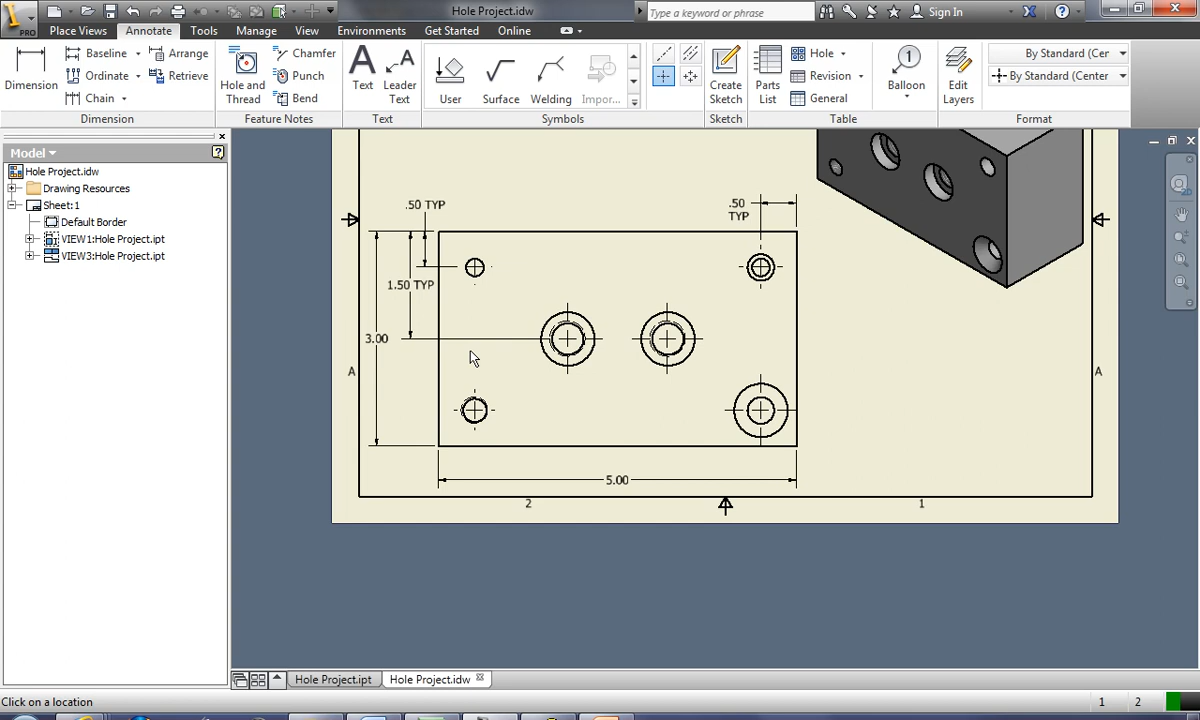 Hole Project.idw
Type a keyword or phrase
Sign In
PRO
Place Views
Annotate
Tools
Manage
View
Environments
Get Started
Online
Dimension
Baseline
Ordinate
Chain
Arrange
Retrieve
Dimension
Hole and
Thread
Chamfer
Punch
Bend
Feature Notes
Text
Leader
Text
Text
User
Surface
Welding
Impor...
Symbols
Create
Sketch
Sketch
Parts
List
Hole
Revision
General
Table
Balloon
Edit
Layers
By Standard (Cer
By Standard (Center
Format
Model
Hole Project.idw
Drawing Resources
Sheet:1
Default Border
VIEW1:Hole Project.ipt
VIEW3:Hole Project.ipt
.50 TYP
.50
TYP
1.50 TYP
3.00
A
A
5.00
2
1
Hole Project.ipt
Hole Project.idw
Click on a location
1
2